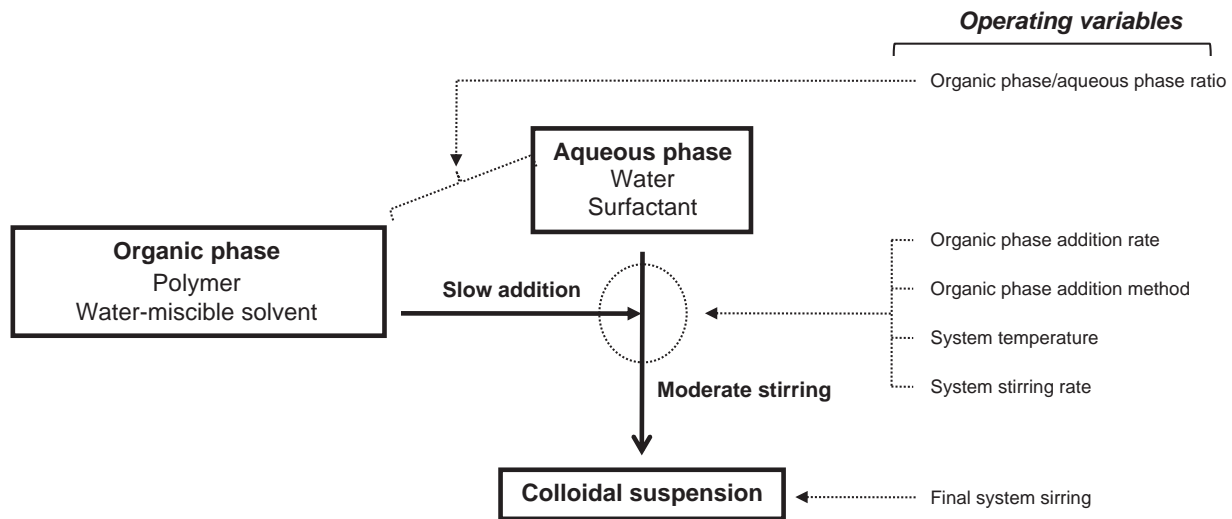 Operating variables
Organic phase/aqueous phase ratio
Aqueous phase
Water
Surfactant
Organic phase
Polymer
Water-miscible solvent
Slow addition
Organic phase addition rate
Organic phase addition method
System temperature
System stirring rate
Moderate stirring
Colloidal suspension
Final system sirring